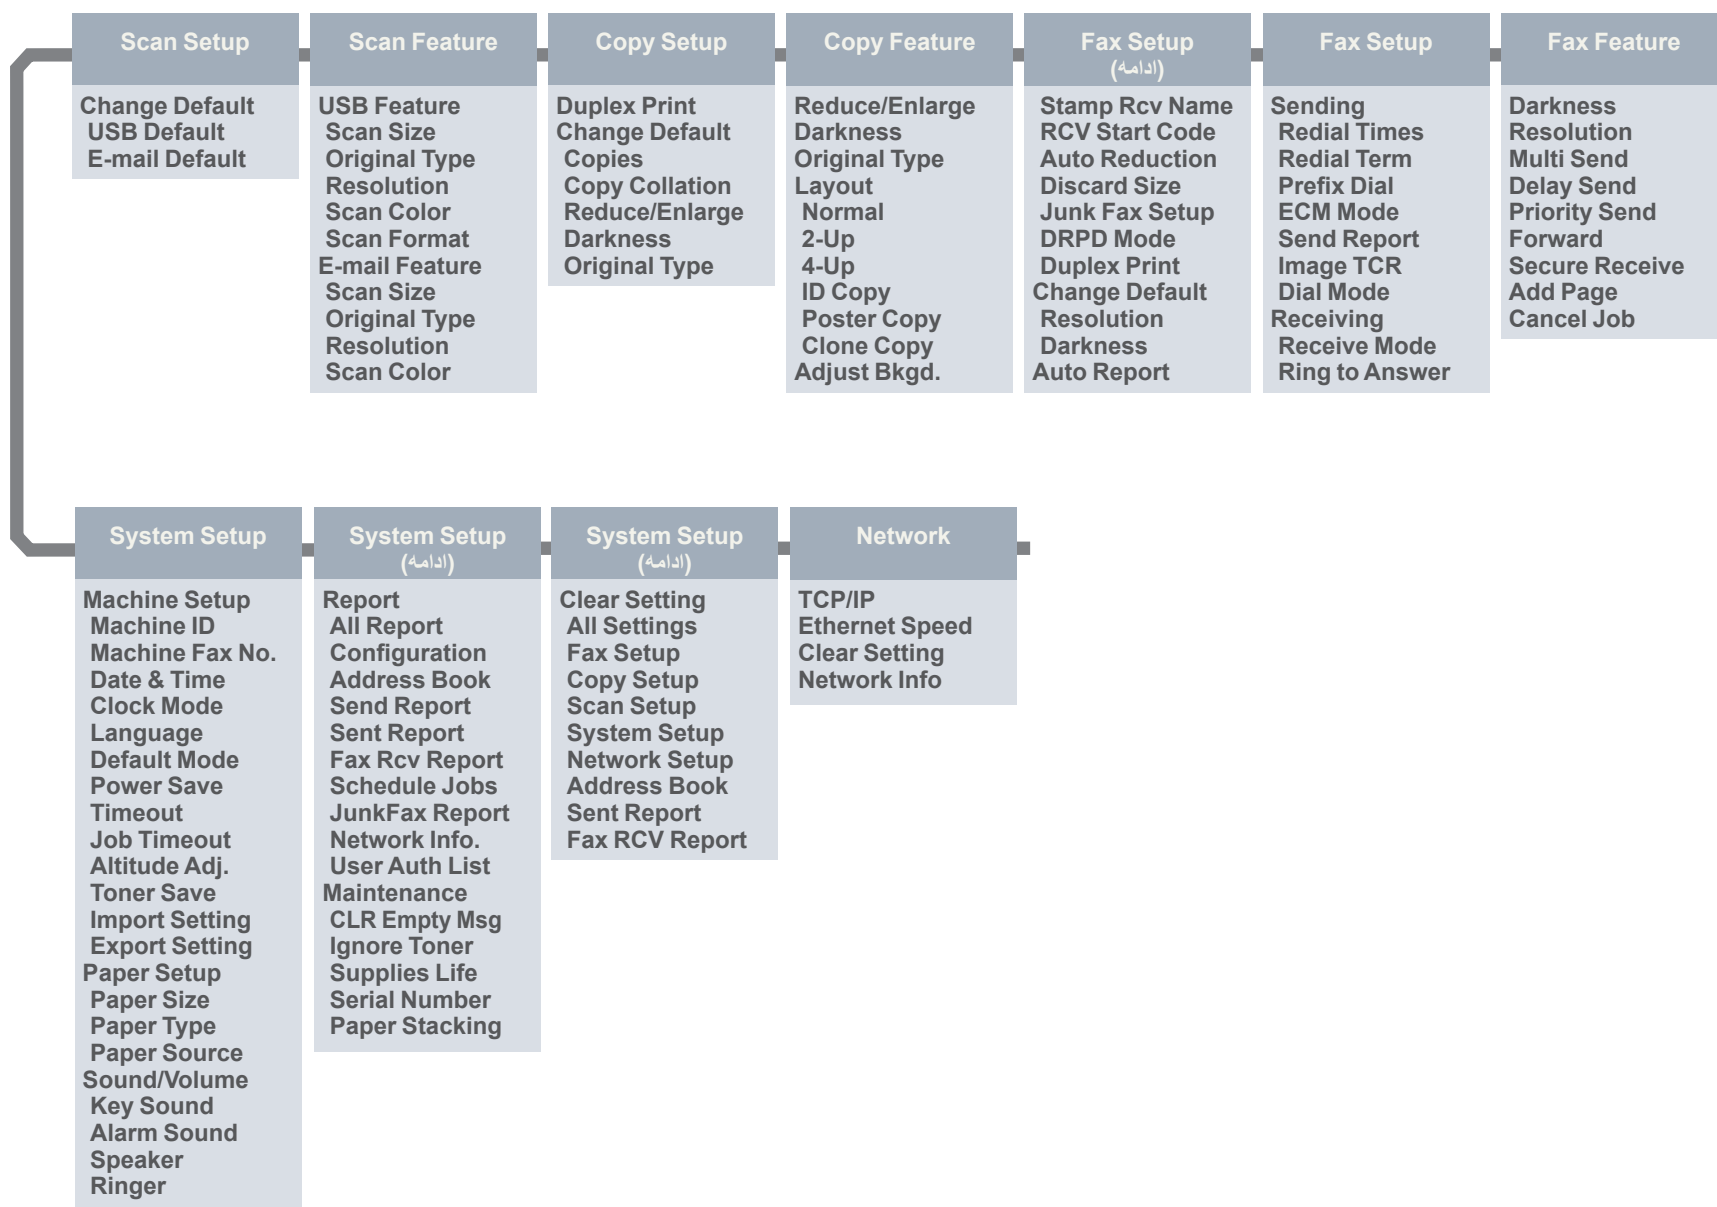 Fax Feature
Darkness
Resolution
Multi Send
Delay Send
Priority Send
Forward
Secure Receive
Add Page
Cancel Job
Fax Setup
Sending
Redial Times
Redial Term
Prefix Dial
ECM Mode
Send Report
Image TCR
Dial Mode
Receiving
Receive Mode
Ring to Answer
Fax Setup
(ادامه)
Stamp Rcv Name
RCV Start Code
Auto Reduction
Discard Size
Junk Fax Setup
DRPD Mode
Duplex Print
Change Default
Resolution
Darkness
Auto Report
Copy Feature
Reduce/Enlarge
Darkness
Original Type
Layout
Normal
2-Up
4-Up
ID Copy
Poster Copy
Clone Copy
Adjust Bkgd.
Copy Setup
Duplex Print
Change Default
Copies
Copy Collation
Reduce/Enlarge
Darkness
Original Type
Scan Feature
USB Feature
Scan Size
Original Type
Resolution
Scan Color
Scan Format
E-mail Feature
Scan Size
Original Type
Resolution
Scan Color
Scan Setup
Change Default
USB Default
E-mail Default
System Setup
Machine Setup
Machine ID
Machine Fax No.
Date & Time
Clock Mode
Language
Default Mode
Power Save
Timeout
Job Timeout
Altitude Adj.
Toner Save
Import Setting
Export Setting
Paper Setup
Paper Size
Paper Type
Paper Source
Sound/Volume
Key Sound
Alarm Sound
Speaker
Ringer
System Setup
(ادامه)
Report
All Report
Configuration
Address Book
Send Report
Sent Report
Fax Rcv Report
Schedule Jobs
JunkFax Report
Network Info.
User Auth List
Maintenance
CLR Empty Msg
Ignore Toner
Supplies Life
Serial Number
Paper Stacking
System Setup
(ادامه)
Clear Setting
All Settings
Fax Setup
Copy Setup
Scan Setup
System Setup
Network Setup
Address Book
Sent Report
Fax RCV Report
Network
TCP/IP
Ethernet Speed
Clear Setting
Network Info